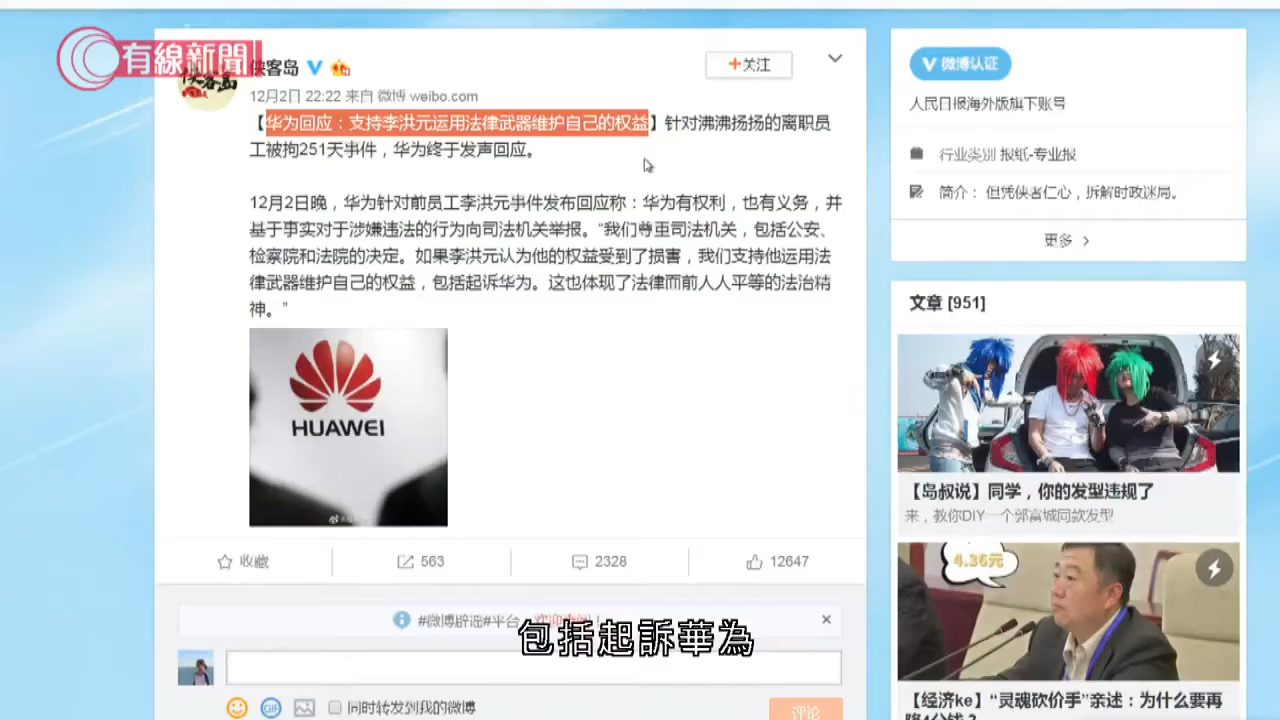 有線新聞
侠客岛
侠客岛
+关注
12月2日 22:22 来自 微博 weibo.com
【华为回应：支持李洪元运用法律武器维护自己的权益】针对沸沸扬扬的离职员
工被拘251天事件，华为终于发声回应。
12月2日晚，华为针对前员工李洪元事件发布回应称：华为有权利，也有义务，并
基于事实对于涉嫌违法的行为向司法机关举报。“我们尊重司法机关，包括公安、
检察院和法院的决定。如果李洪元认为他的权益受到了损害，我们支持他运用法
律武器维护自己的权益，包括起诉华为。这也体现了法律面前人人平等的法治精
神。”
HUAWEI
收藏
563
2328
12647
#微博辟谣#平台
包括起訴華為
GIF
同时转发到我的微博
评论
V 微博认证
人民日报海外版旗下账号
行业类别 报纸-专业报
简介： 但凭侠者仁心，拆解时政迷局。
更多 >
文章 [951]
【岛叔说】同学，你的发型违规了
来，教你DIY一个郭富城同款发型
4.36元
【经济ke】“灵魂砍价手”亲述：为什么要再
降4分钱？